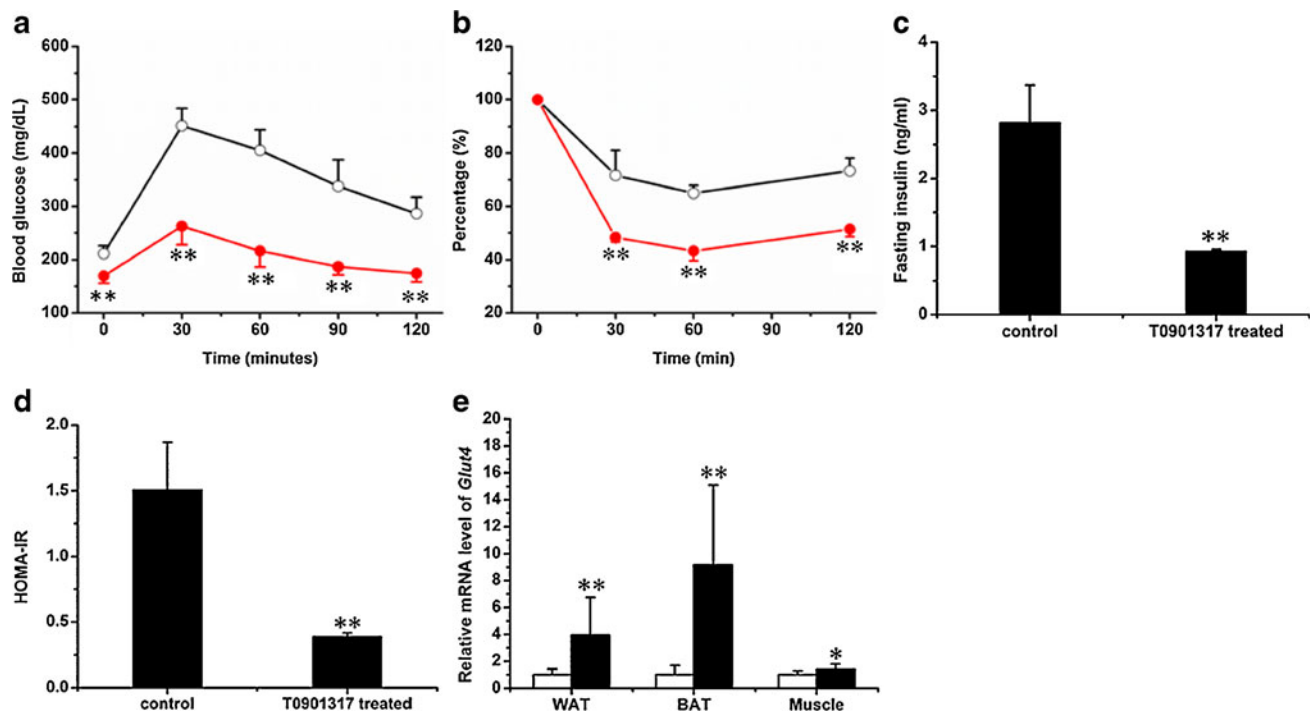 a
600
500
400
300
200
100
Blood glucose (mg/dL)
**
**
**
**
**
0 30 60 90 120
Time (minutes)
b
120
100
80
60
40
20
Percentage (%)
**
**
**
0 30 60 90 120
Time (min)
c
4
3
2
1
0
Fasting insulin (ng/ml)
**
control T0901317 treated
d
2.0
1.5
1.0
0.5
0.0
HOMA-IR
**
control T0901317 treated
e
20
18
16
14
12
10
8
6
4
2
0
Relative mRNA level of Glut4
**
**
*
WAT BAT Muscle